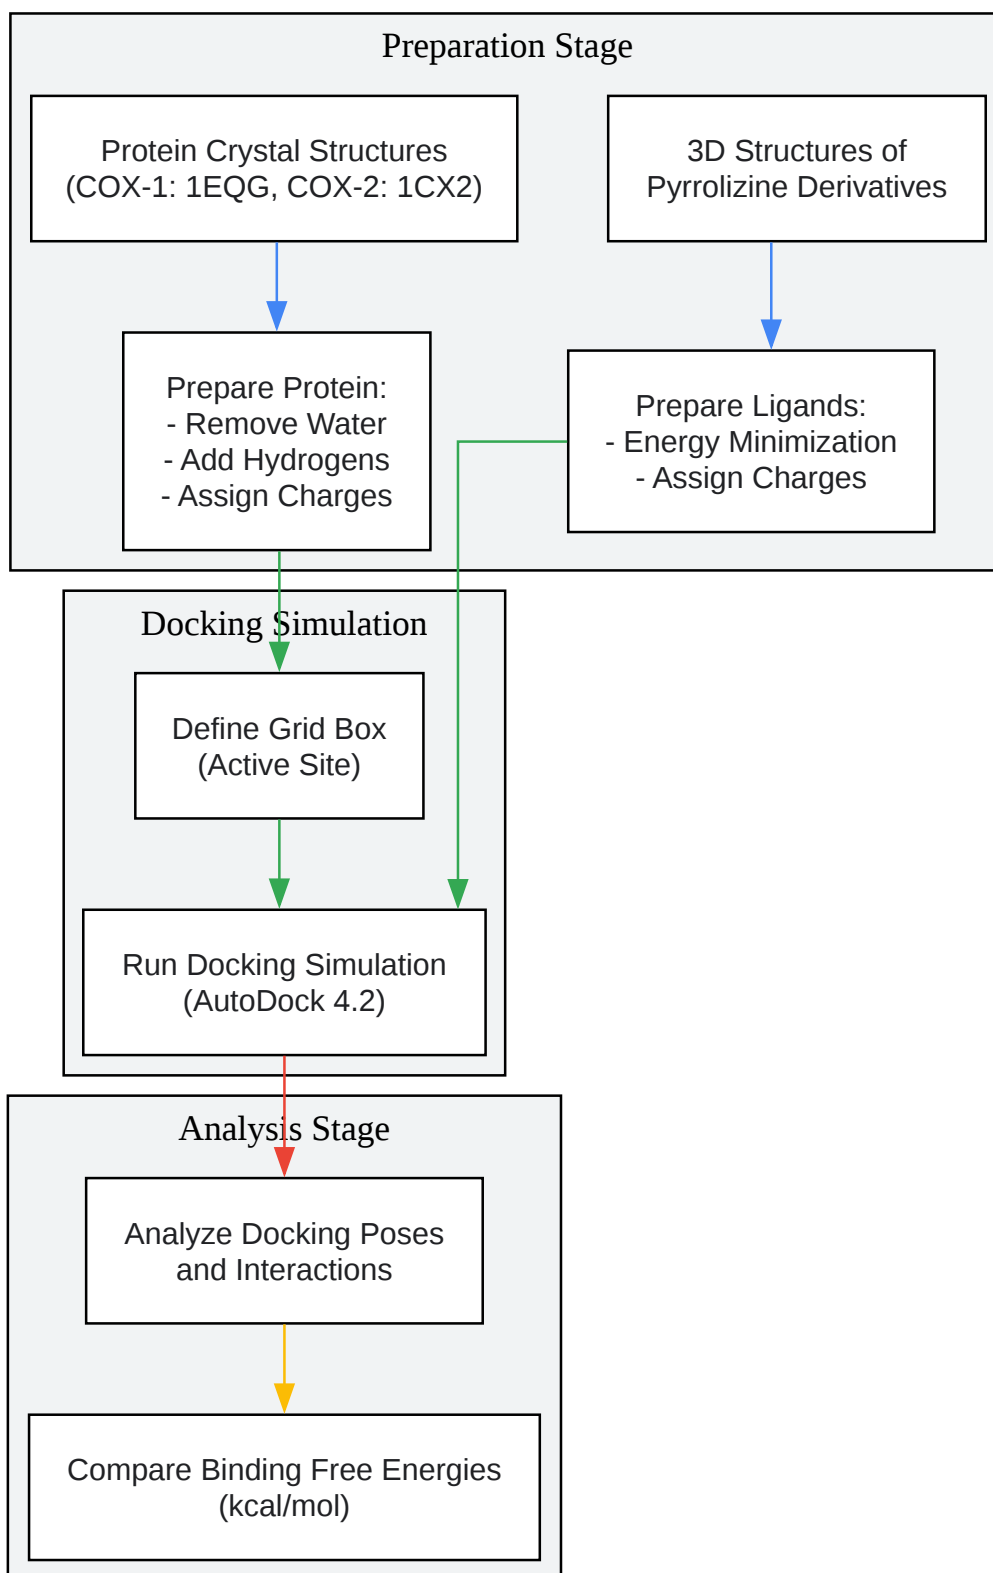 Preparation Stage
Protein Crystal Structures
(COX-1: 1EQG, COX-2: 1CX2)
3D Structures of
Pyrrolizine Derivatives
Prepare Protein:
- Remove Water
- Add Hydrogens
- Assign Charges
Prepare Ligands:
- Energy Minimization
- Assign Charges
Docking Simulation
Define Grid Box
(Active Site)
Run Docking Simulation
(AutoDock 4.2)
Analysis Stage
Analyze Docking Poses
and Interactions
Compare Binding Free Energies
(kcal/mol)